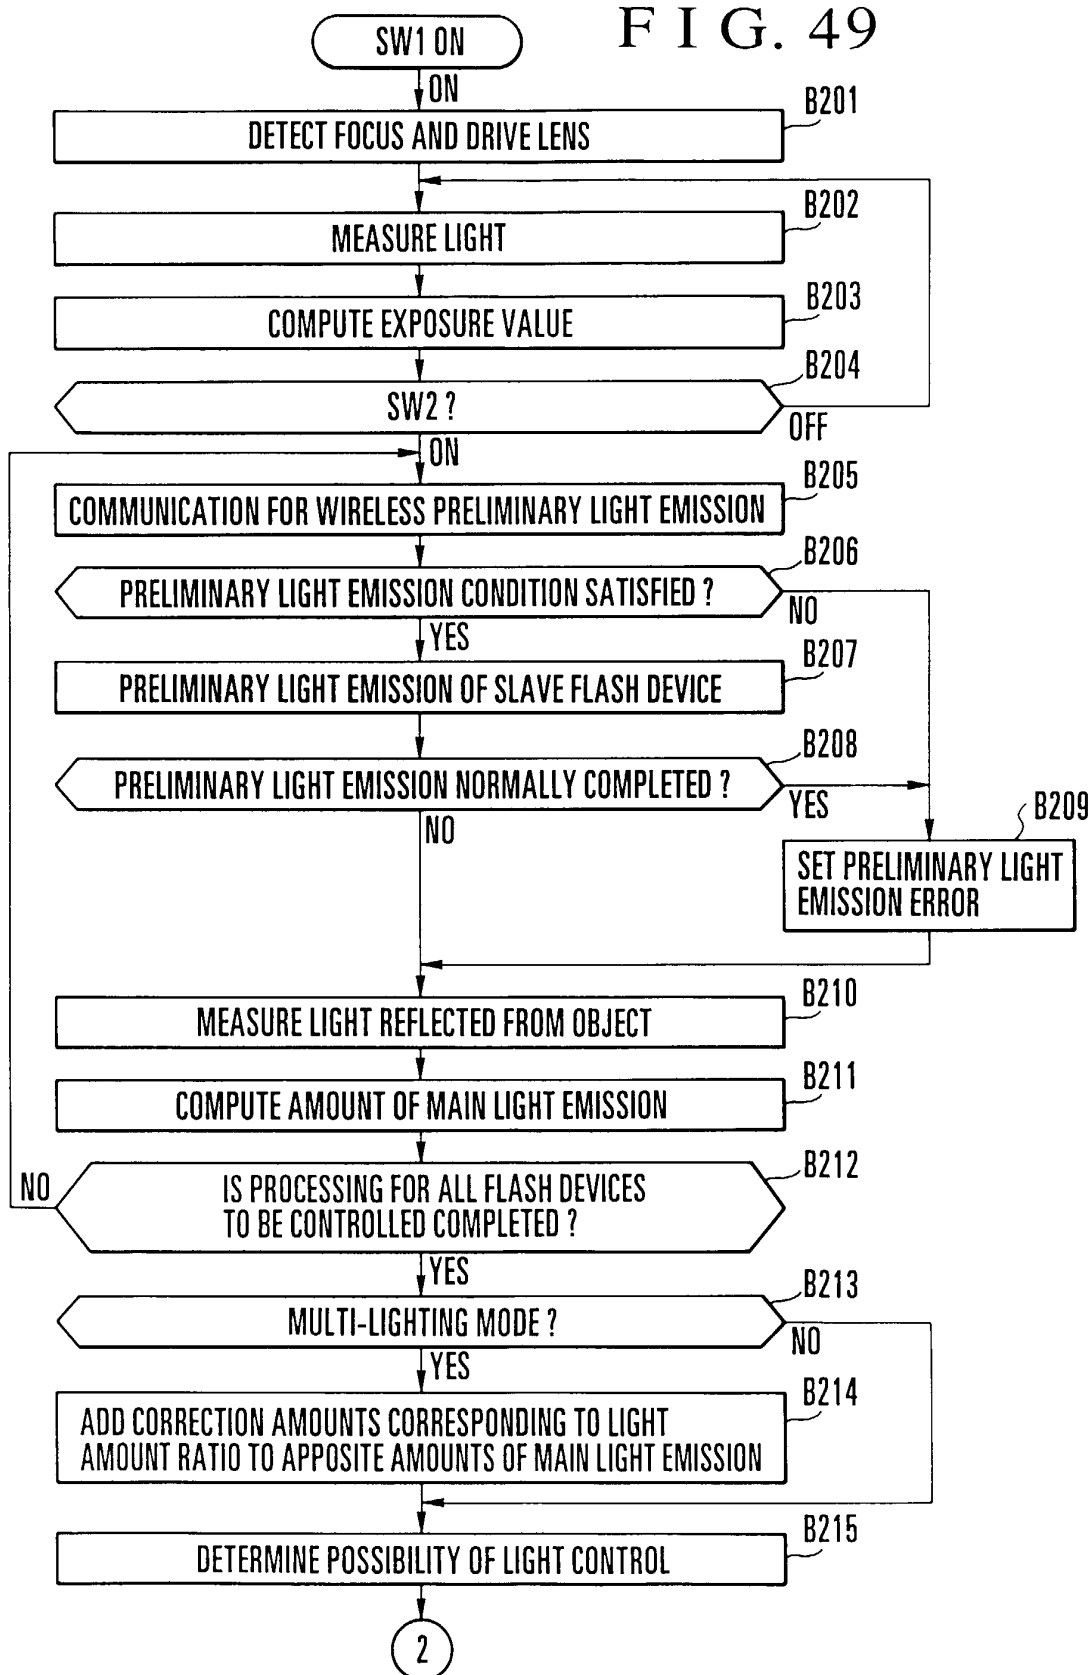 FIG. 49
SW1 ON
ON
B201
DETECT FOCUS AND DRIVE LENS
B202
MEASURE LIGHT
B203
COMPUTE EXPOSURE VALUE
B204
SW2 ?
OFF
ON
B205
COMMUNICATION FOR WIRELESS PRELIMINARY LIGHT EMISSION
B206
PRELIMINARY LIGHT EMISSION CONDITION SATISFIED ?
NO
YES
B207
PRELIMINARY LIGHT EMISSION OF SLAVE FLASH DEVICE
B208
PRELIMINARY LIGHT EMISSION NORMALLY COMPLETED ?
YES
NO
B209
SET PRELIMINARY LIGHT
EMISSION ERROR
B210
MEASURE LIGHT REFLECTED FROM OBJECT
B211
COMPUTE AMOUNT OF MAIN LIGHT EMISSION
B212
NO
IS PROCESSING FOR ALL FLASH DEVICES
TO BE CONTROLLED COMPLETED ?
YES
B213
MULTI-LIGHTING MODE ?
NO
YES
B214
ADD CORRECTION AMOUNTS CORRESPONDING TO LIGHT
AMOUNT RATIO TO APPOSITE AMOUNTS OF MAIN LIGHT EMISSION
B215
DETERMINE POSSIBILITY OF LIGHT CONTROL
2